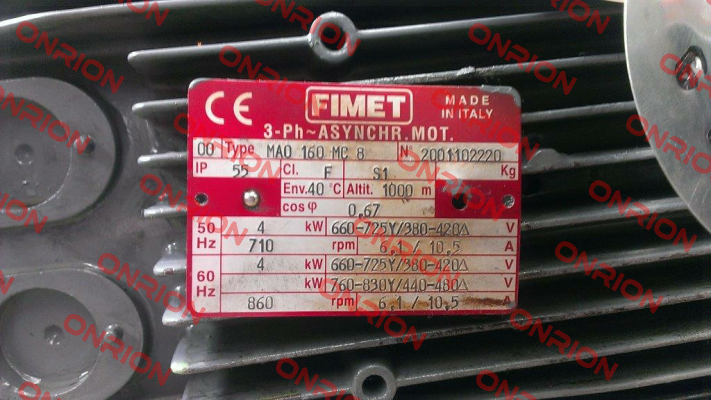 CE FIMET MADE IN ITALY
3-Ph~ASYNCHR.MOT.
00 Type MAO 160 MC 8 N° 2001102220
IP 55 Cl. F S1 Kg
Env.40°C Altit. 1000 m
cos φ 0,67
50 Hz 4 kW 660-725Y/380-420Δ V
710 rpm 6,1 / 10,5 A
60 Hz 4 kW 660-725Y/380-420Δ V
kW 760-830Y/440-480Δ V
860 rpm 6,1 / 10,5 A
ONRION